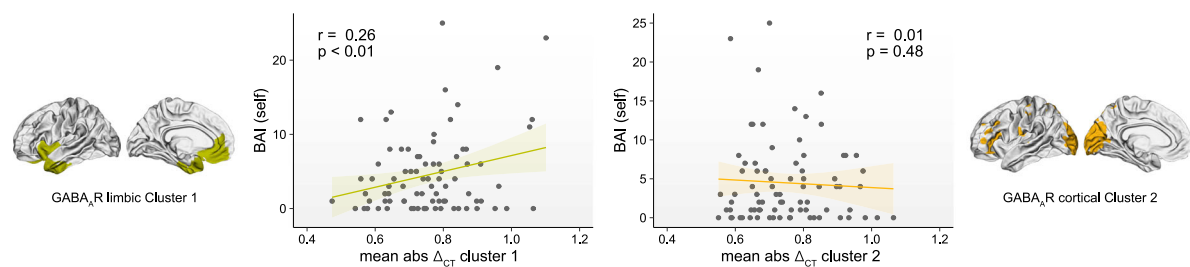 r = 0.26
p < 0.01
BAI (self)
20
10
0
0.4 0.6 0.8 1.0 1.2
mean abs Δ_CT cluster 1
GABA_AR limbic Cluster 1
r = 0.01
p = 0.48
BAI (self)
25
20
15
10
5
0
0.4 0.6 0.8 1.0 1.2
mean abs Δ_CT cluster 2
GABA_AR cortical Cluster 2